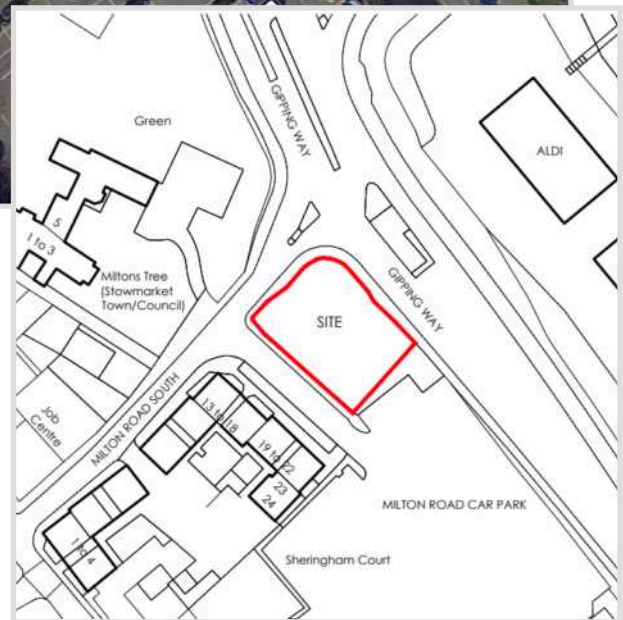 GIPPING WAY
Green
ALDI
5
1 to 3
Miltons Tree
(Stowmarket
Town/Council)
GIPPING WAY
SITE
Job
Centre
MILTON ROAD SOUTH
13 to 18
19 to 22
23
24
MILTON ROAD CAR PARK
1 to 4
Sheringham Court